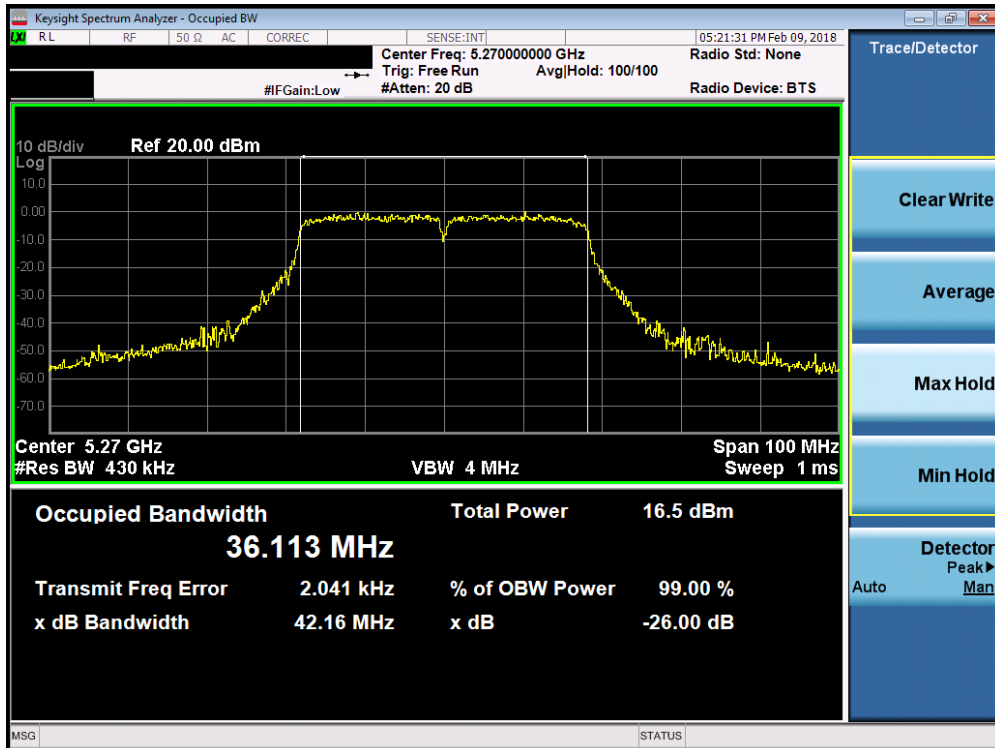 Keysight Spectrum Analyzer - Occupied BW
LXI RL RF 50 Ω AC CORREC SENSE:INT 05:21:31 PM Feb 09, 2018
Center Freq: 5.270000000 GHz Radio Std: None
Trig: Free Run Avg|Hold: 100/100
#IFGain:Low #Atten: 20 dB Radio Device: BTS
Trace/Detector
10 dB/div Ref 20.00 dBm
Log
10.0
0.00
-10.0
-20.0
-30.0
-40.0
-50.0
-60.0
-70.0
Center 5.27 GHz Span 100 MHz
#Res BW 430 kHz VBW 4 MHz Sweep 1 ms
Occupied Bandwidth Total Power 16.5 dBm
36.113 MHz
Transmit Freq Error 2.041 kHz % of OBW Power 99.00 %
x dB Bandwidth 42.16 MHz x dB -26.00 dB
Clear Write
Average
Max Hold
Min Hold
Detector
Peak▶
Auto Man
MSG STATUS